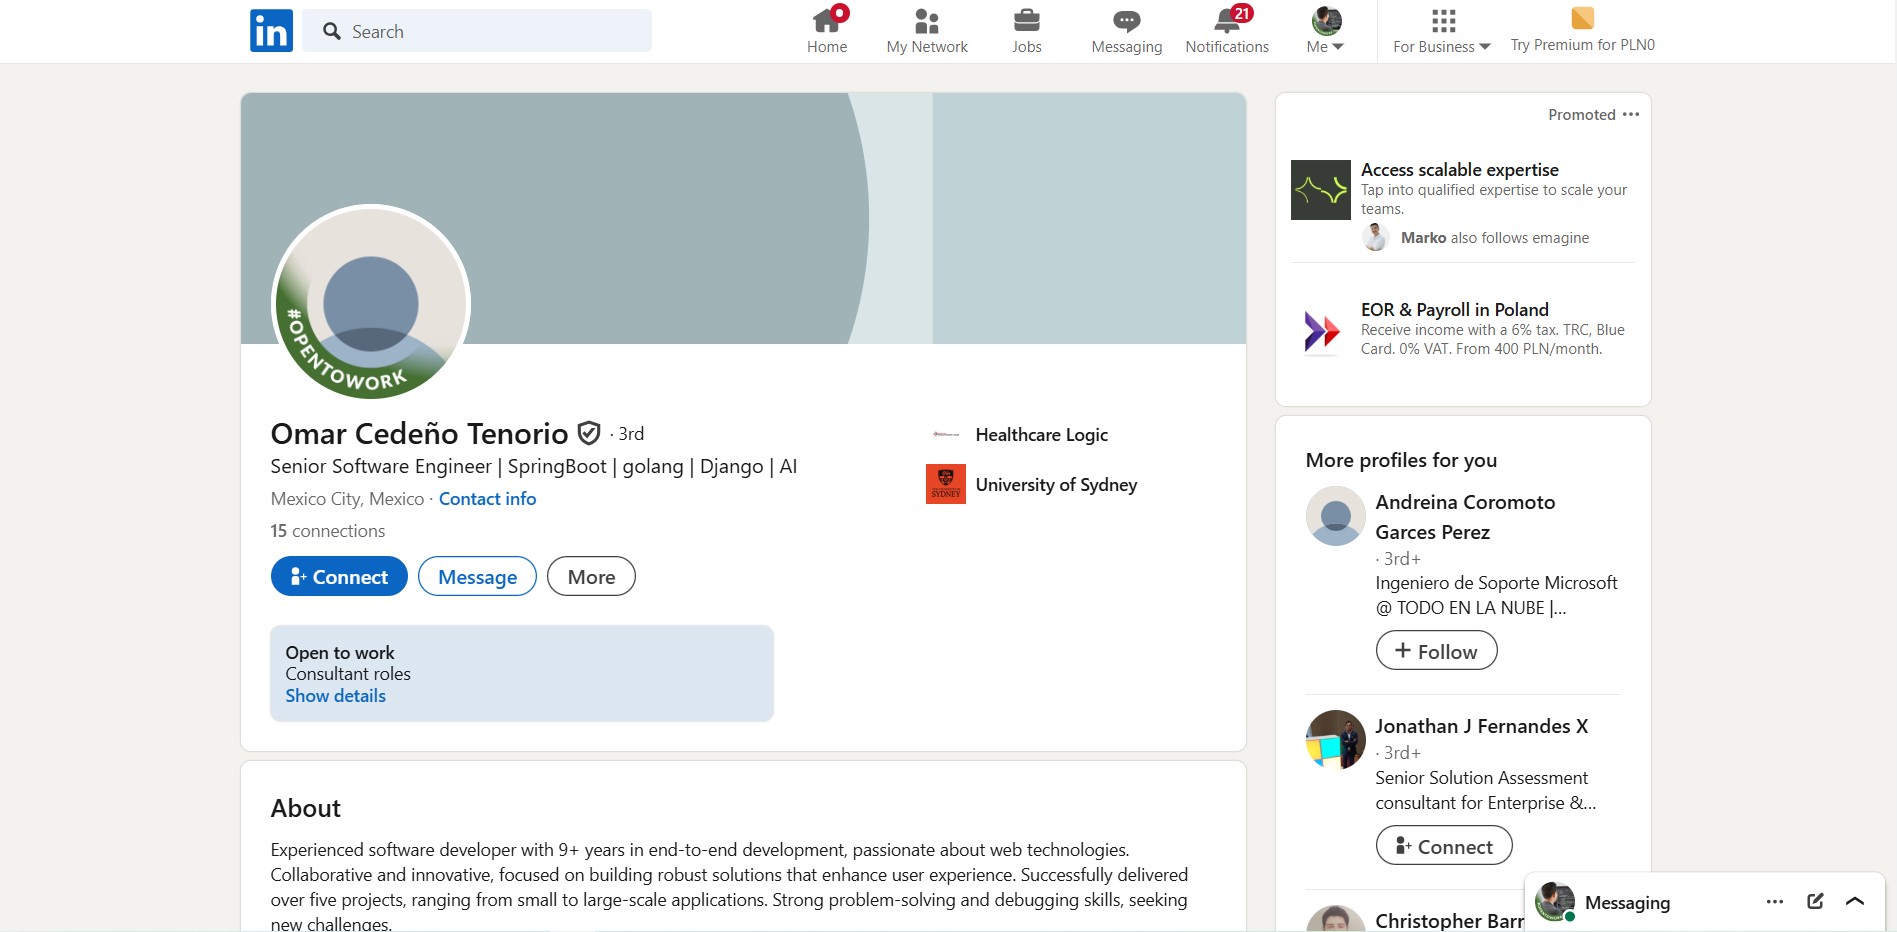 in
Search
Home
My Network
Jobs
Messaging
21
Notifications
Me
For Business
Try Premium for PLN0
#OPENTOWORK
Omar Cedeño Tenorio · 3rd
Senior Software Engineer | SpringBoot | golang | Django | AI
Mexico City, Mexico · Contact info
15 connections
Connect
Message
More
Healthcare Logic
SYDNEY
University of Sydney
Open to work
Consultant roles
Show details
About
Experienced software developer with 9+ years in end-to-end development, passionate about web technologies.
Collaborative and innovative, focused on building robust solutions that enhance user experience. Successfully delivered
over five projects, ranging from small to large-scale applications. Strong problem-solving and debugging skills, seeking
new challenges.
Promoted
Access scalable expertise
Tap into qualified expertise to scale your
teams.
Marko also follows emagine
EOR & Payroll in Poland
Receive income with a 6% tax. TRC, Blue
Card. 0% VAT. From 400 PLN/month.
More profiles for you
Andreina Coromoto
Garces Perez
· 3rd+
Ingeniero de Soporte Microsoft
@ TODO EN LA NUBE |...
+ Follow
Jonathan J Fernandes X
· 3rd+
Senior Solution Assessment
consultant for Enterprise &...
Connect
Christopher Barr
Messaging